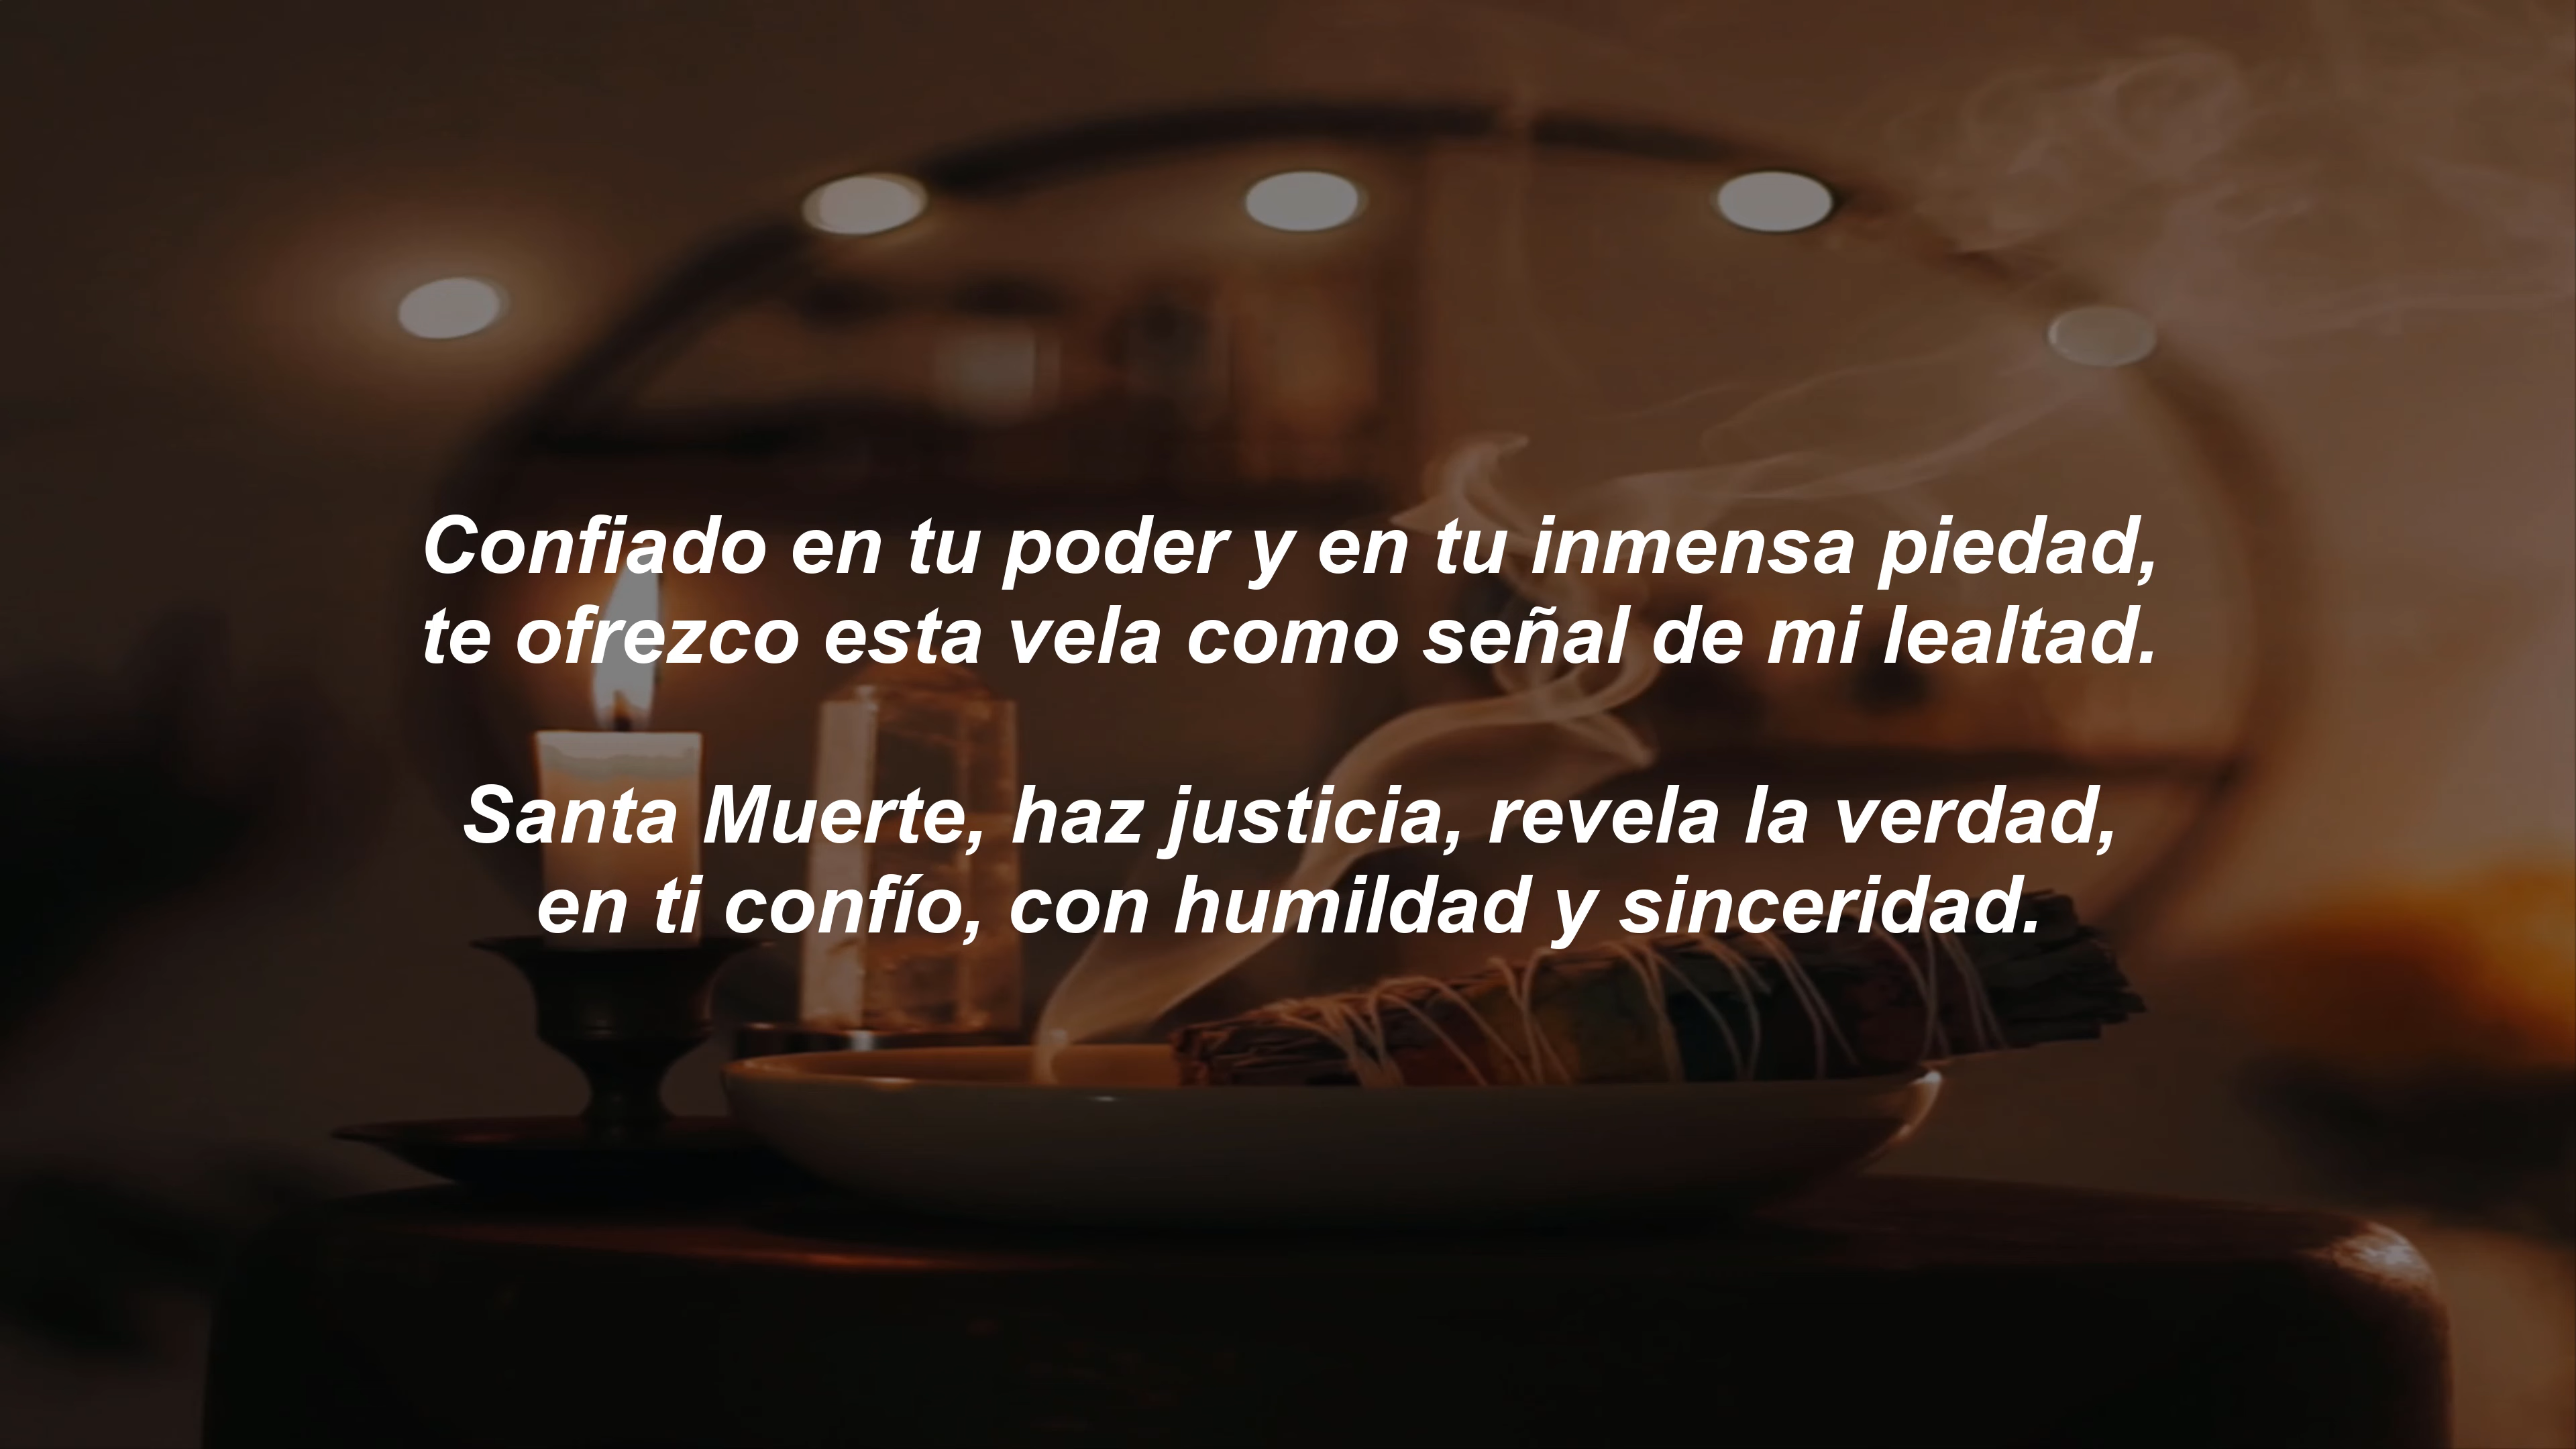 Confiado en tu poder y en tu inmensa piedad,
te ofrezco esta vela como señal de mi lealtad.
Santa Muerte, haz justicia, revela la verdad,
en ti confío, con humildad y sinceridad.